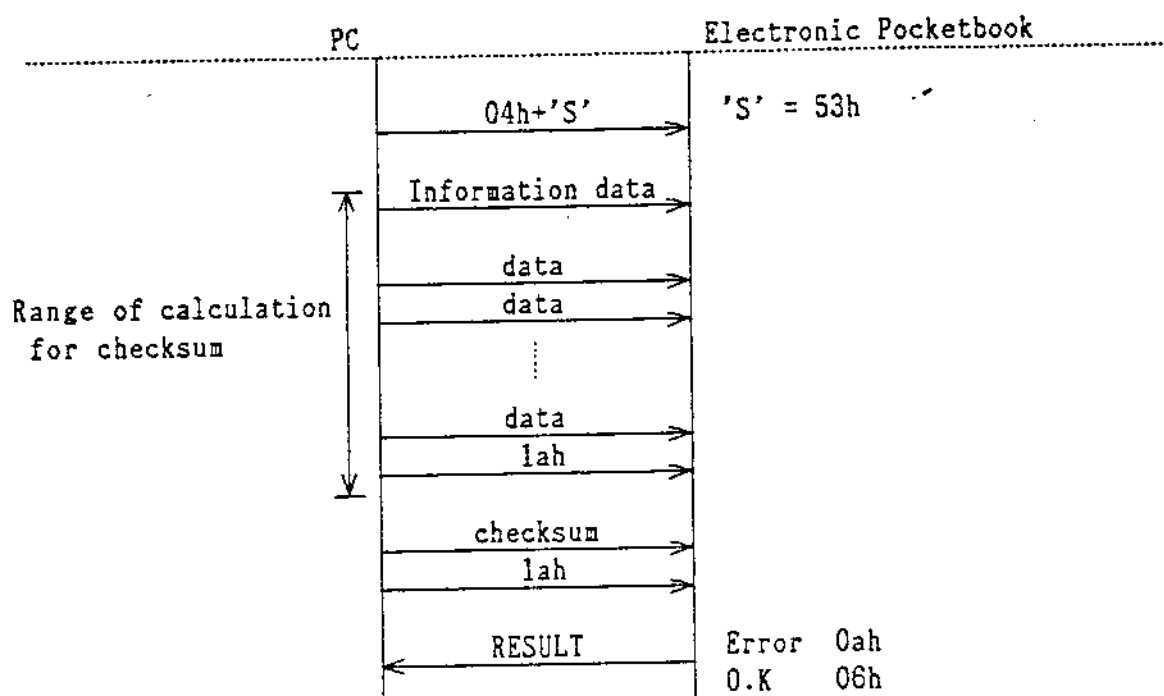 PC
Electronic Pocketbook
04h+'S'
'S' = 53h
Information data
data
Range of calculation
for checksum
data
data
1ah
checksum
1ah
RESULT
Error 0ah
O.K 06h